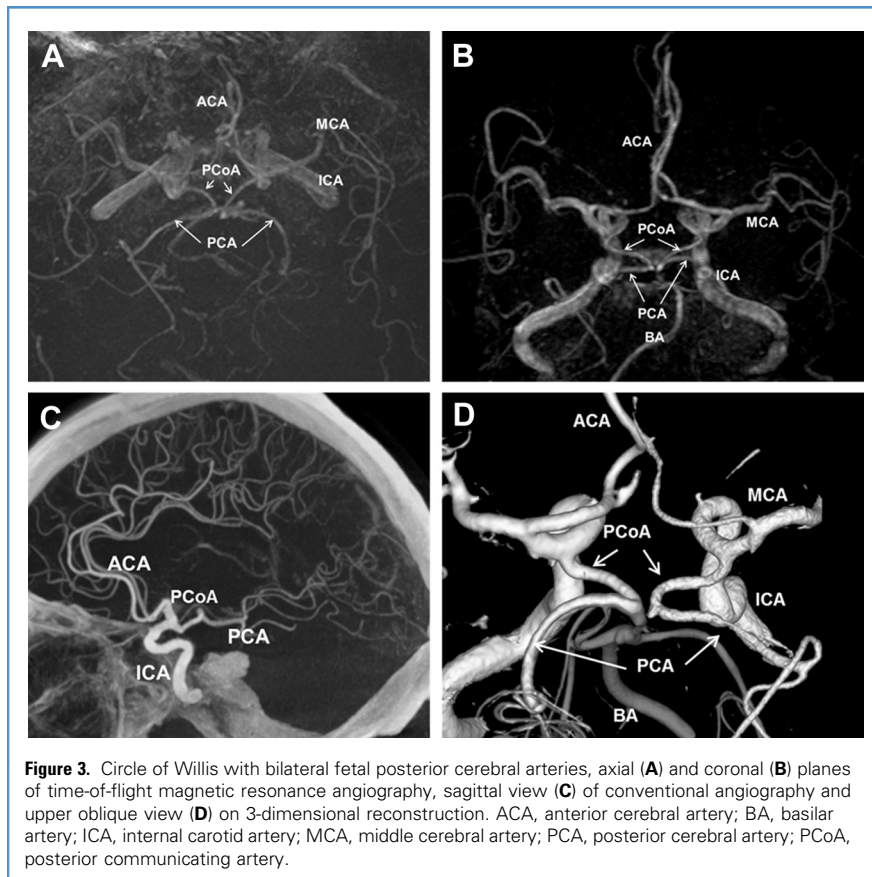 A
ACA
MCA
PCoA
ICA
PCA
B
ACA
MCA
PCoA
ICA
PCA
BA
C
ACA
PCoA
PCA
ICA
D
ACA
MCA
PCoA
ICA
PCA
BA
Figure 3. Circle of Willis with bilateral fetal posterior cerebral arteries, axial (A) and coronal (B) planes
of time-of-flight magnetic resonance angiography, sagittal view (C) of conventional angiography and
upper oblique view (D) on 3-dimensional reconstruction. ACA, anterior cerebral artery; BA, basilar
artery; ICA, internal carotid artery; MCA, middle cerebral artery; PCA, posterior cerebral artery; PCoA,
posterior communicating artery.